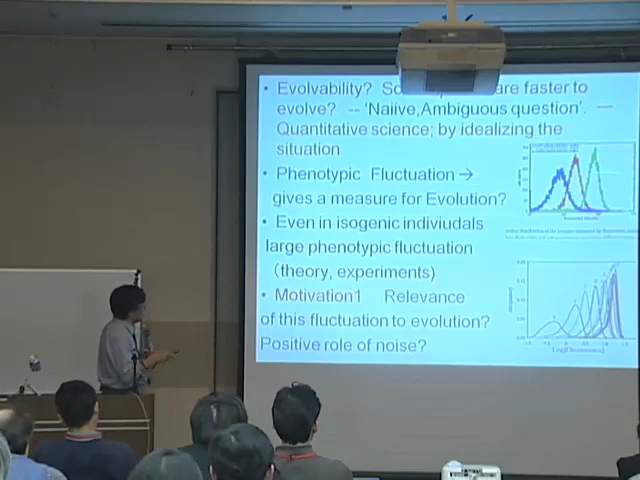 • Evolvability? So are faster to
evolve? -- 'Naiive,Ambiguous question'. —
Quantitative science; by idealizing the
situation
• Phenotypic Fluctuation →
gives a measure for Evolution?
• Even in isogenic indiviudals
large phenotypic fluctuation
（theory, experiments)
• Motivation1 Relevance
of this fluctuation to evolution?
Positive role of noise?